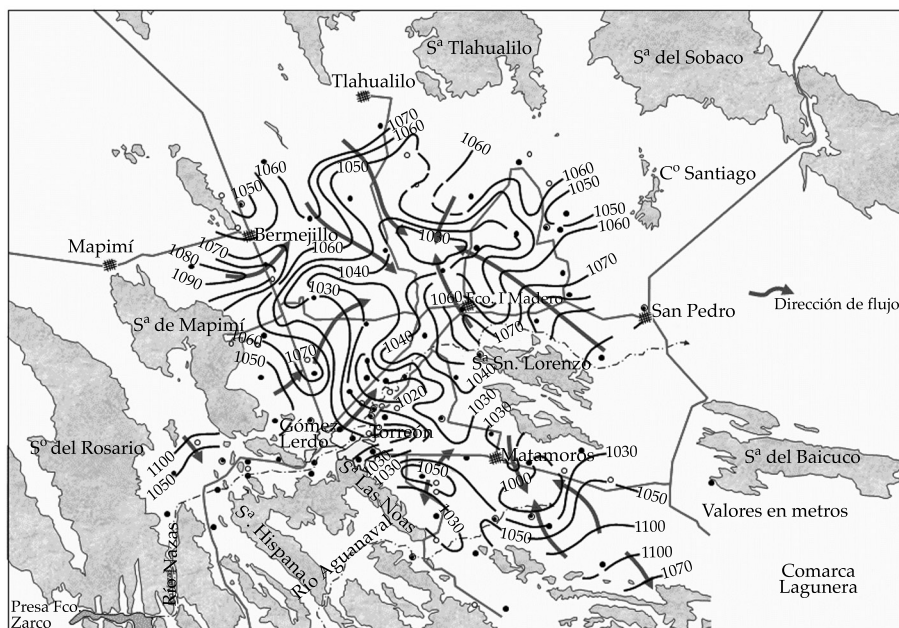 Sª Tlahualilo
Sª del Sobaco
Tlahualilo
1070
1060
1060
1050
1060
1050
1060
1050
Cº Santiago
1050
1060
Bermejillo
1030
Mapimí
1070
1080
1090
1060
1040
1030
1070
1060
Fco. I Madero
San Pedro
Dirección de flujo
Sª de Mapimí
1060
1050
1070
1040
1070
Sª Sn. Lorenzo
1040
1020
1030
1030
Gómez
Lerdo
Torreón
Sº del Rosario
1100
1050
1030
1030
1050
Matamoros
1000
1030
1050
Sª del Baicuco
Valores en metros
Sª Las Noas
1030
1050
1100
1100
1070
Sª. Hispana
Río Aguanaval
Río Nazas
Presa Fco.
Zarco
Comarca
Lagunera